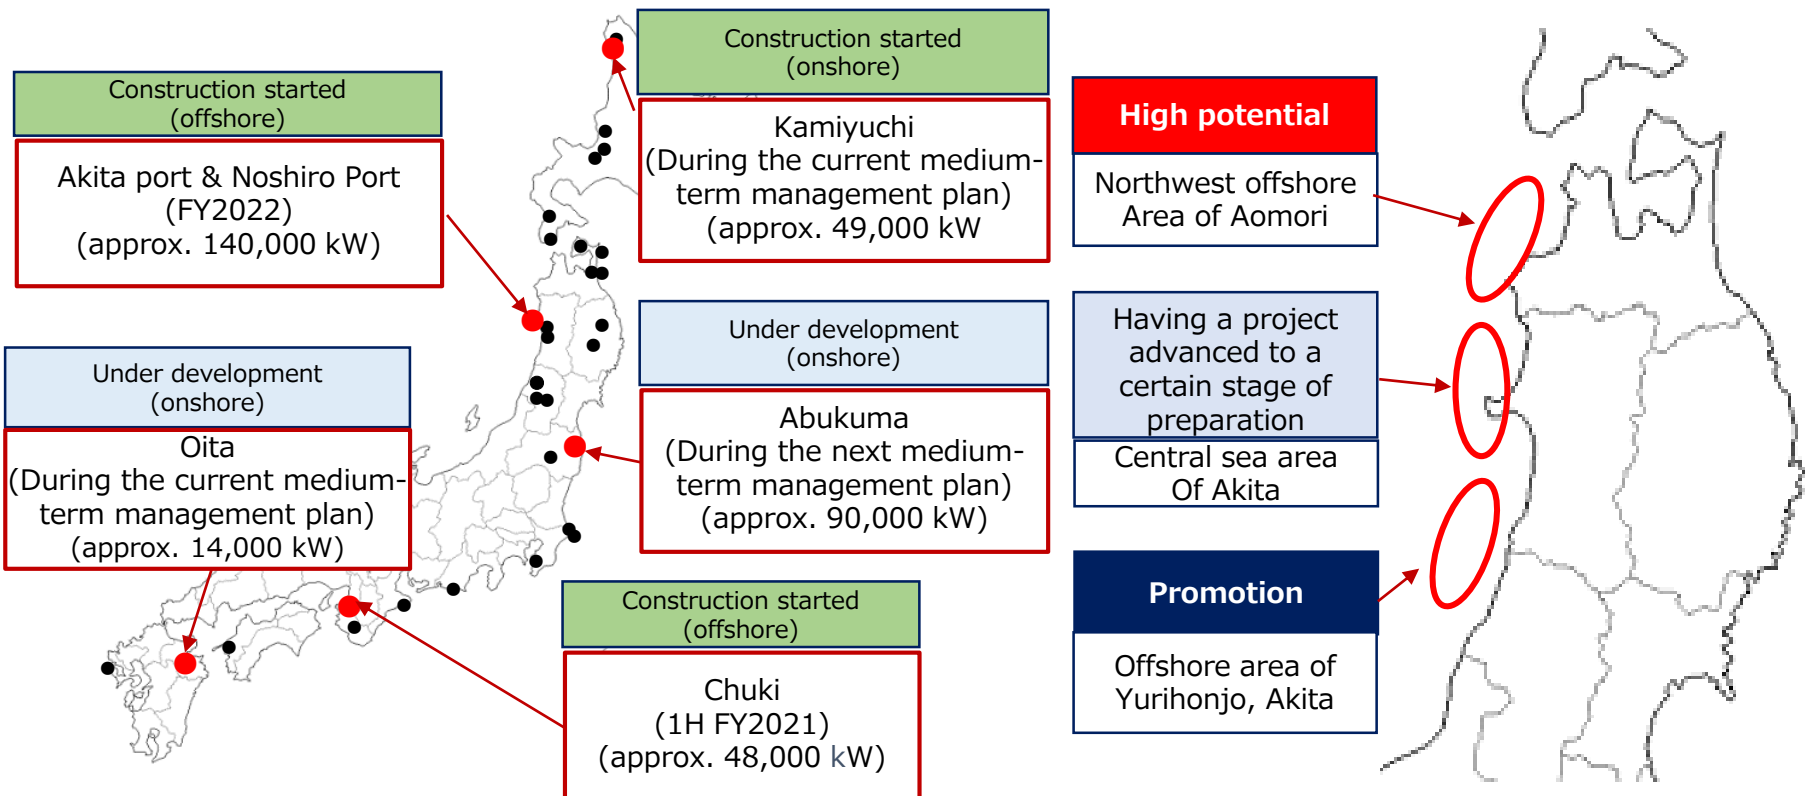 Construction started
(offshore)
Akita port & Noshiro Port
(FY2022)
(approx. 140,000 kW)
Under development
(onshore)
Oita
(During the current medium-
term management plan)
(approx. 14,000 kW)
Construction started
(onshore)
Kamiyuchi
(During the current medium-
term management plan)
(approx. 49,000 kW
Under development
(onshore)
Abukuma
(During the next medium-
term management plan)
(approx. 90,000 kW)
Construction started
(offshore)
Chuki
(1H FY2021)
(approx. 48,000 kW)
High potential
Northwest offshore
Area of Aomori
Having a project
advanced to a
certain stage of
preparation
Central sea area
Of Akita
Promotion
Offshore area of
Yurihonjo, Akita